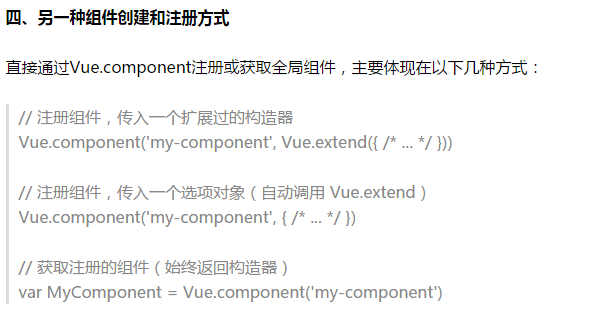 四、另一种组件创建和注册方式
直接通过Vue.component注册或获取全局组件，主要体现在以下几种方式：
// 注册组件，传入一个扩展过的构造器
Vue.component('my-component', Vue.extend({ /* ... */ }))
// 注册组件，传入一个选项对象（自动调用 Vue.extend）
Vue.component('my-component', { /* ... */ })
// 获取注册的组件（始终返回构造器）
var MyComponent = Vue.component('my-component')